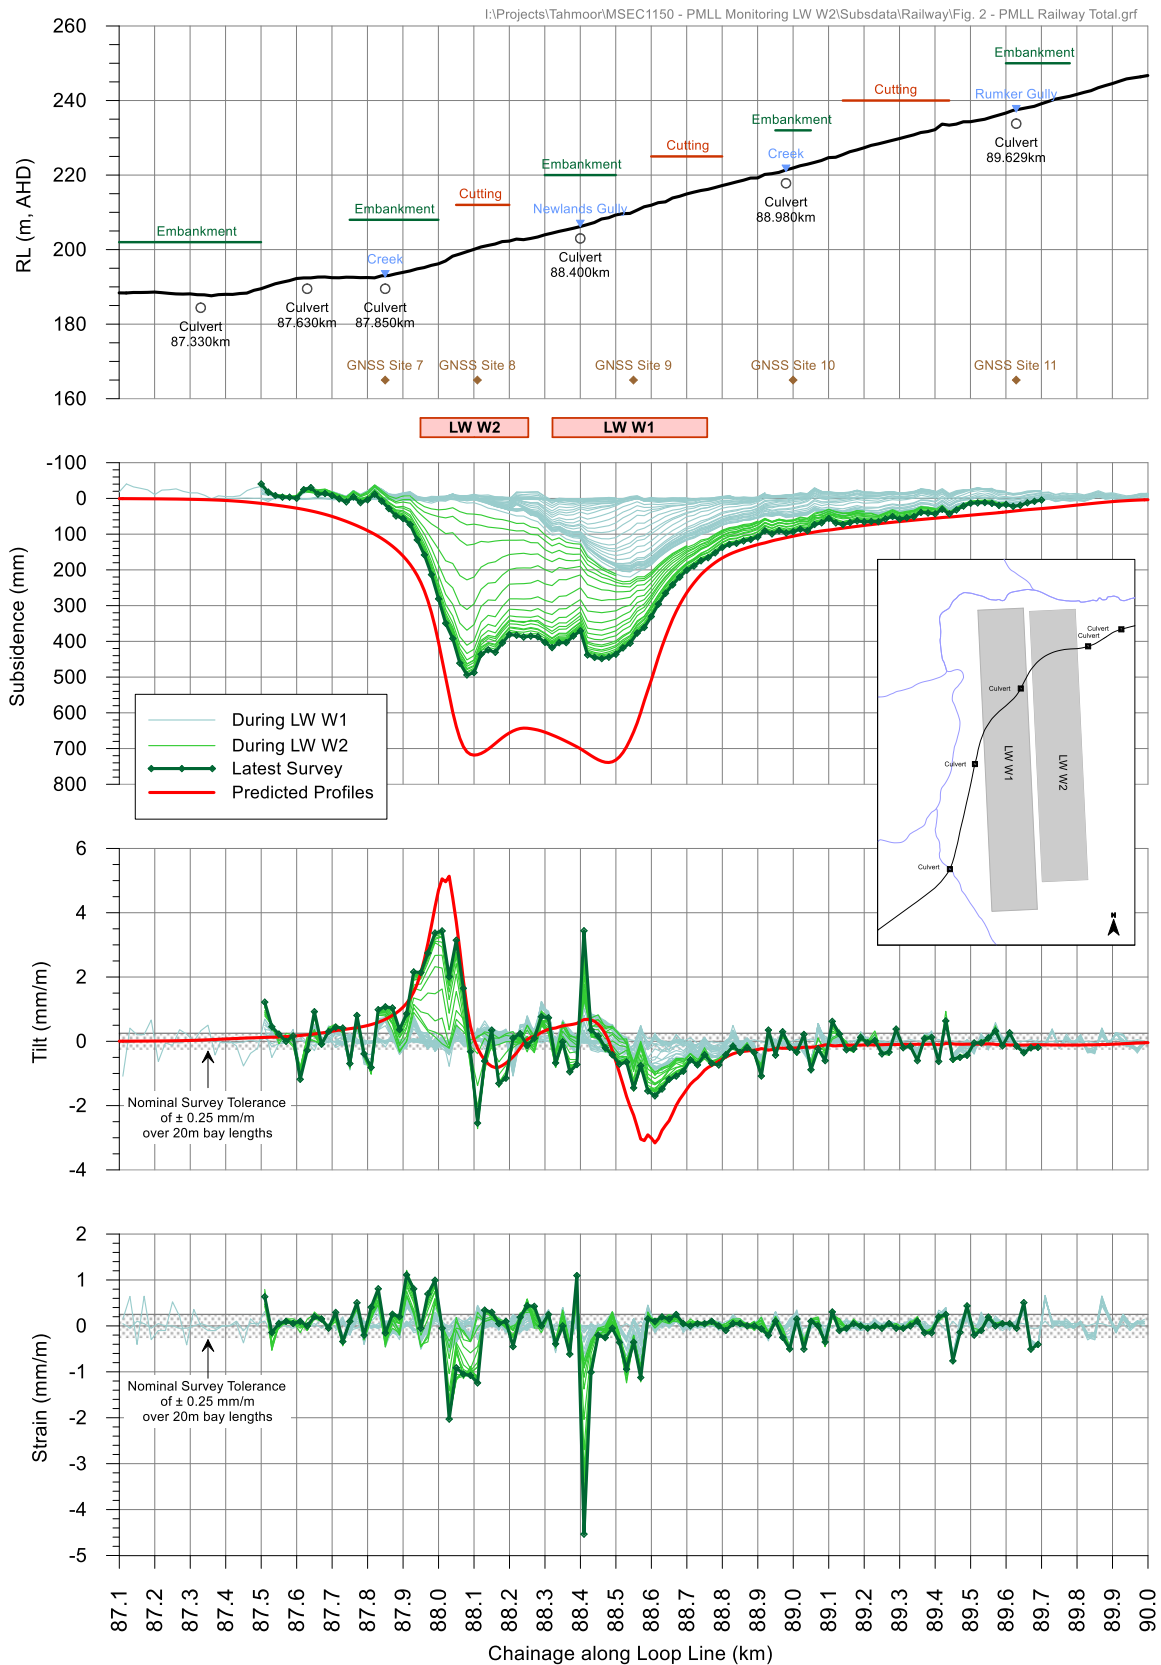 I:\Projects\Tahmoor\MSEC1150 - PMLL Monitoring LW W2\Subsdata\Railway\Fig. 2 - PMLL Railway Total.grf
260
240
220
200
180
160
RL (m, AHD)
Embankment
Embankment
Cutting
Embankment
Cutting
Embankment
Cutting
Embankment
Creek
Newlands Gully
Creek
Rumker Gully
Culvert
87.330km
Culvert
87.630km
Culvert
87.850km
Culvert
88.400km
Culvert
88.980km
Culvert
89.629km
GNSS Site 7
GNSS Site 8
GNSS Site 9
GNSS Site 10
GNSS Site 11
LW W2
LW W1
-100
0
100
200
300
400
500
600
700
800
Subsidence (mm)
During LW W1
During LW W2
Latest Survey
Predicted Profiles
Culvert
Culvert
Culvert
Culvert
Culvert
LW W1
LW W2
N
6
4
2
0
-2
-4
Tilt (mm/m)
Nominal Survey Tolerance
of ± 0.25 mm/m
over 20m bay lengths
2
1
0
-1
-2
-3
-4
-5
Strain (mm/m)
Nominal Survey Tolerance
of ± 0.25 mm/m
over 20m bay lengths
87.1
87.2
87.3
87.4
87.5
87.6
87.7
87.8
87.9
88.0
88.1
88.2
88.3
88.4
88.5
88.6
88.7
88.8
88.9
89.0
89.1
89.2
89.3
89.4
89.5
89.6
89.7
89.8
89.9
90.0
Chainage along Loop Line (km)